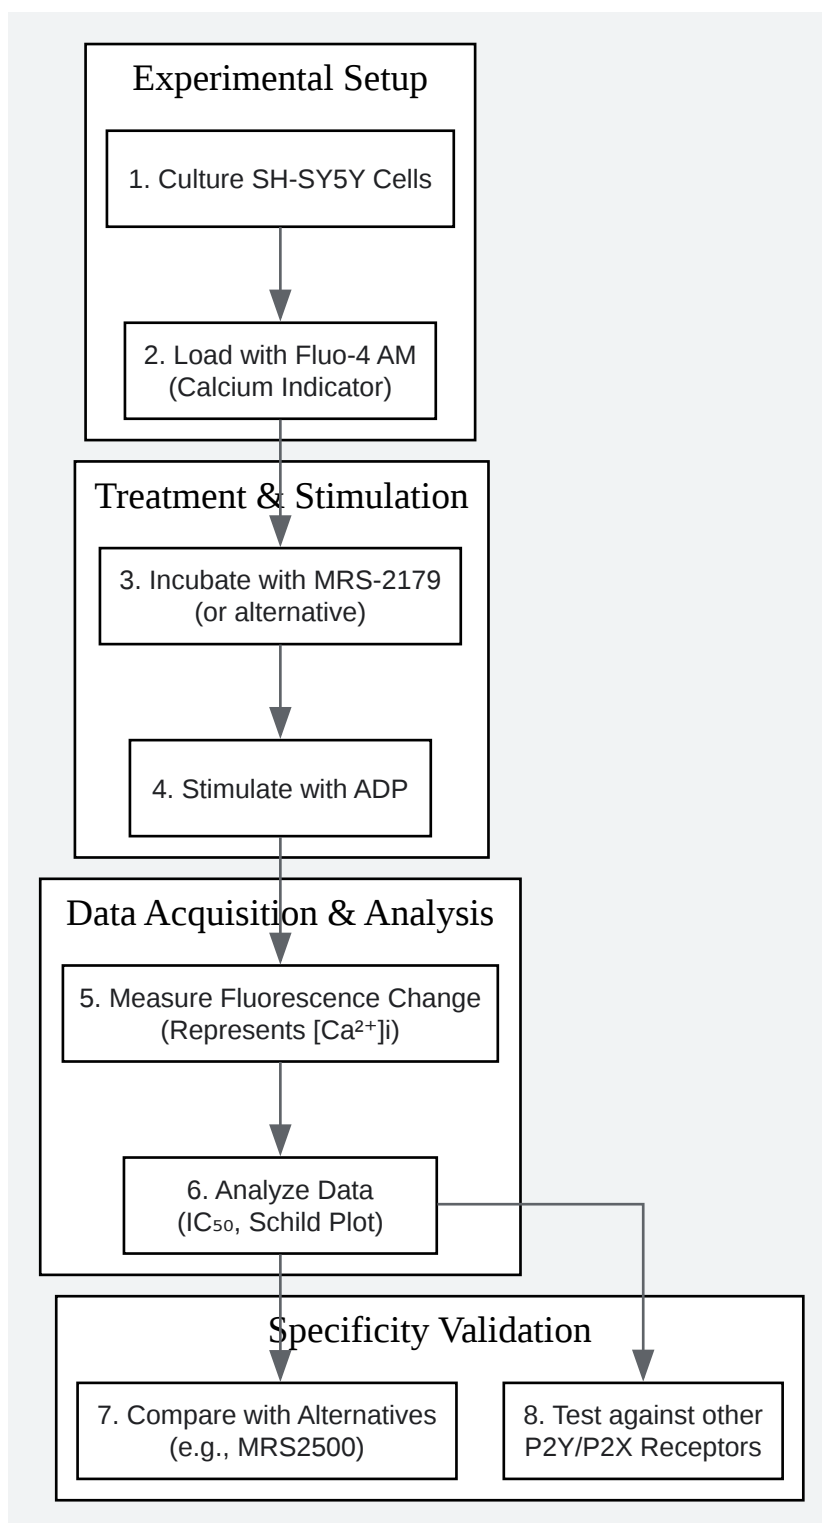 Experimental Setup
1. Culture SH-SY5Y Cells
2. Load with Fluo-4 AM
(Calcium Indicator)
Treatment & Stimulation
3. Incubate with MRS-2179
(or alternative)
4. Stimulate with ADP
Data Acquisition & Analysis
5. Measure Fluorescence Change
(Represents [Ca²⁺]i)
6. Analyze Data
(IC₅₀, Schild Plot)
Specificity Validation
7. Compare with Alternatives
(e.g., MRS2500)
8. Test against other
P2Y/P2X Receptors